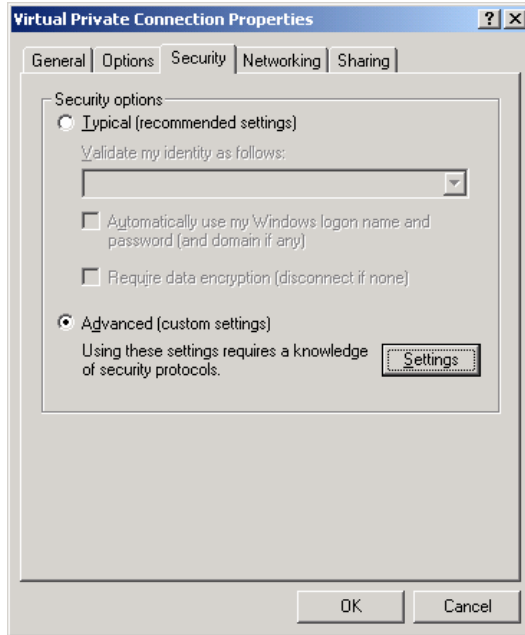 Virtual Private Connection Properties
General Options Security Networking Sharing
Security options
Typical (recommended settings)
Validate my identity as follows:
Automatically use my Windows logon name and
password (and domain if any)
Require data encryption (disconnect if none)
Advanced (custom settings)
Using these settings requires a knowledge
of security protocols.
Settings
OK Cancel